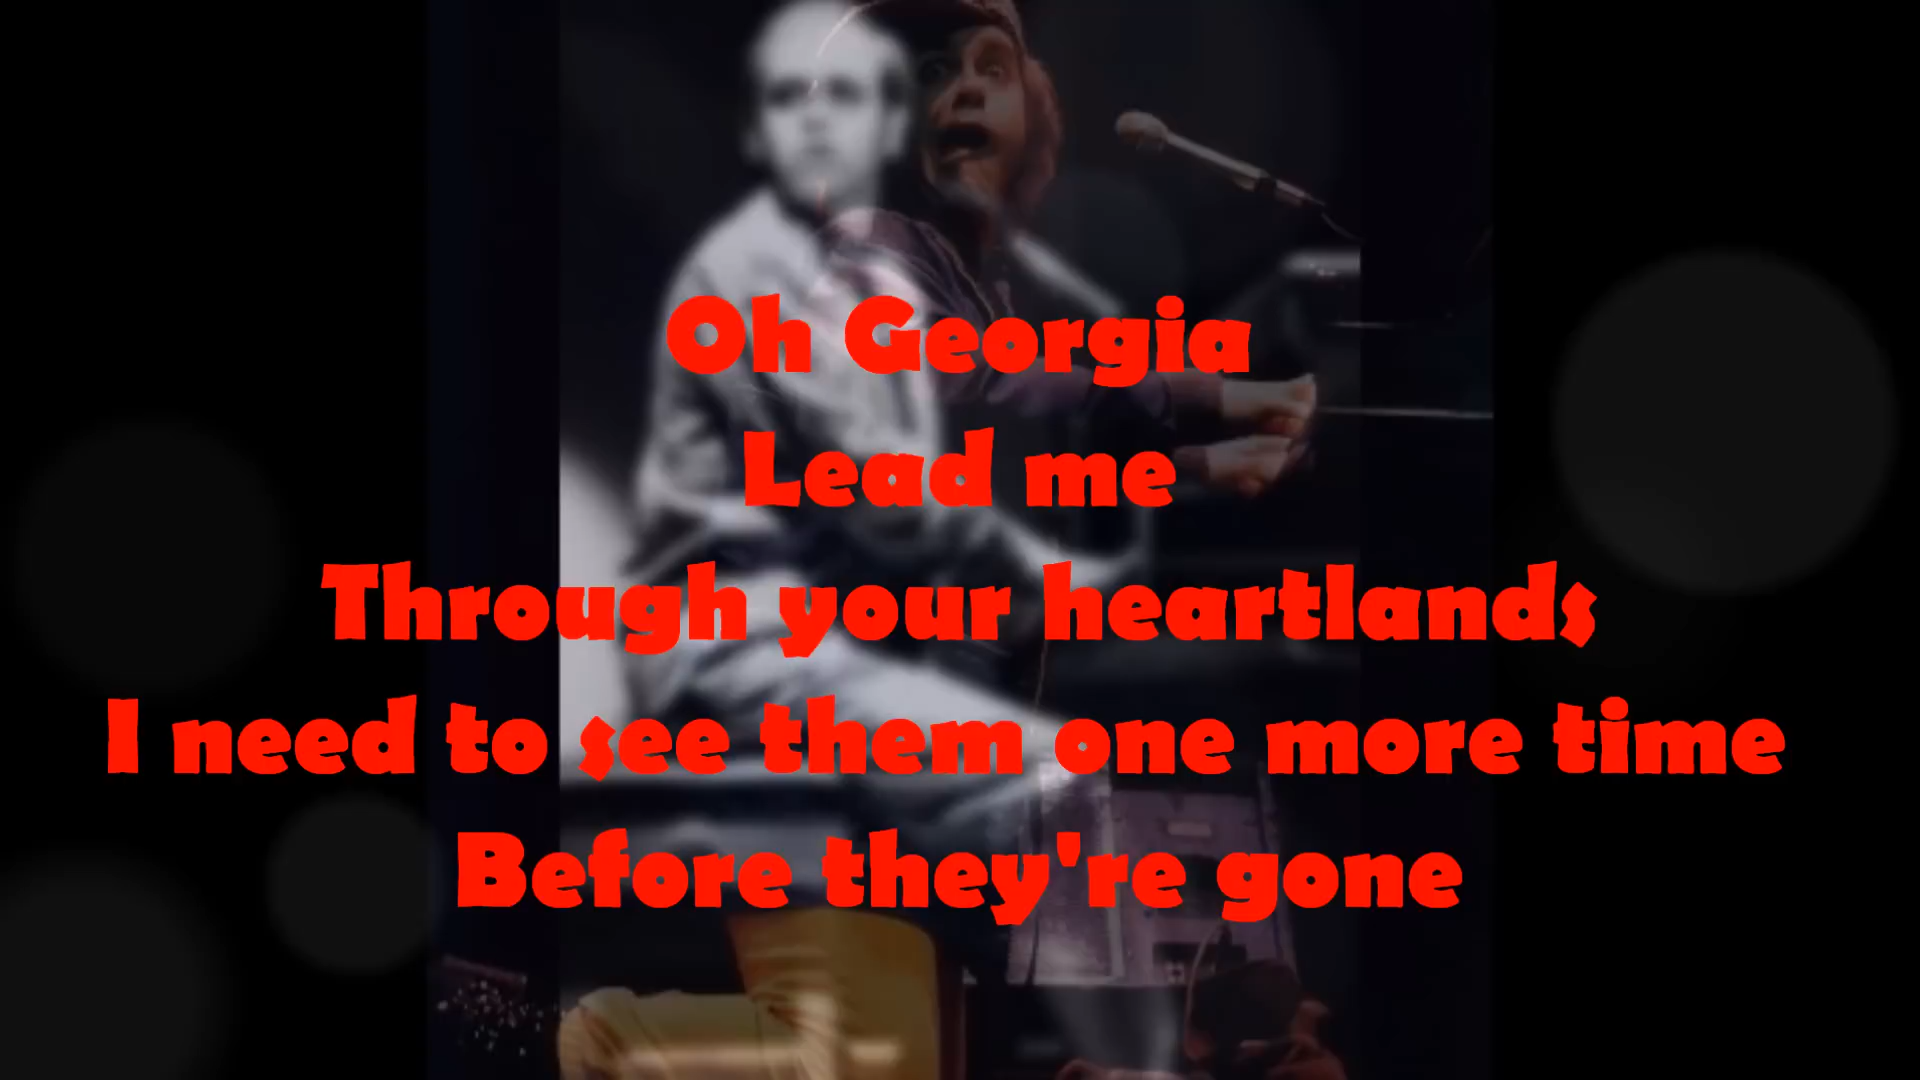 Oh Georgia
Lead me
Through your heartlands
I need to see them one more time
Before they're gone